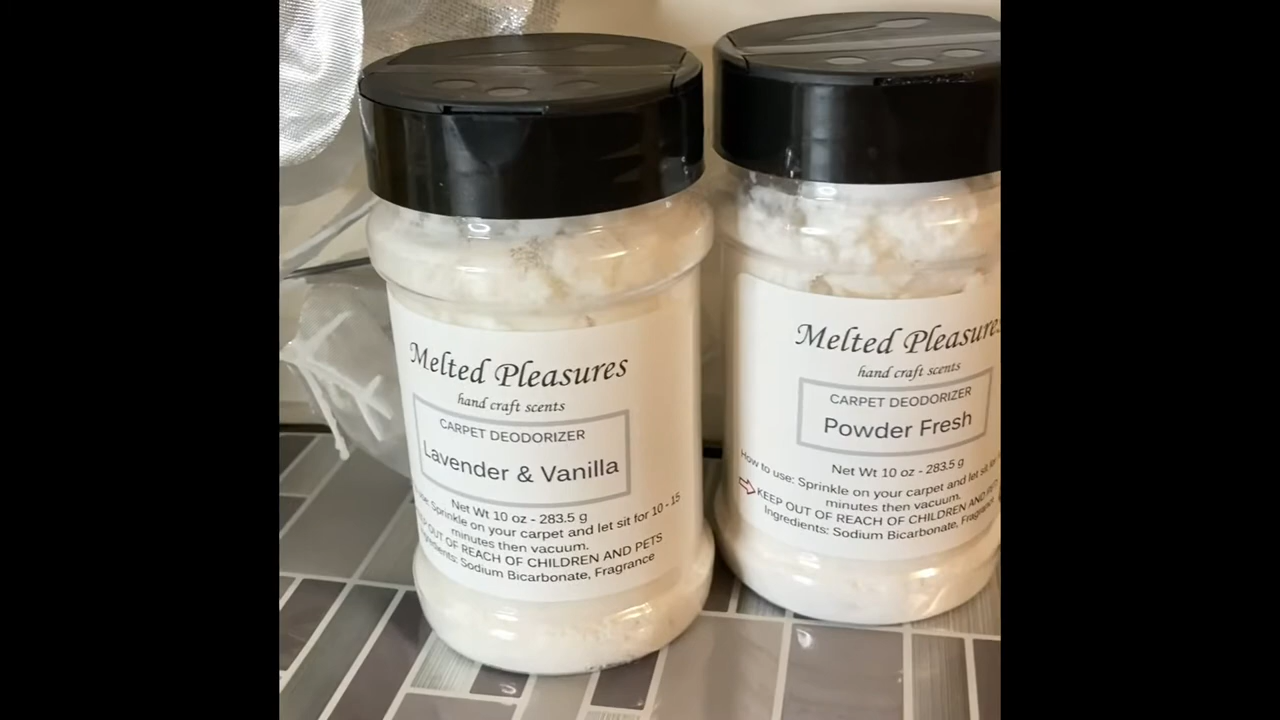 Melted Pleasures
hand craft scents
CARPET DEODORIZER
Lavender & Vanilla
Net Wt 10 oz - 283.5 g
Sprinkle on your carpet and let sit for 10 - 15
minutes then vacuum.
OUT OF REACH OF CHILDREN AND PETS
Sodium Bicarbonate, Fragrance
Melted Pleasures
hand craft scents
CARPET DEODORIZER
Powder Fresh
Net Wt 10 oz - 283.5 g
How to use: Sprinkle on your carpet and let sit
minutes then vacuum.
KEEP OUT OF REACH OF CHILDREN AND
Ingredients: Sodium Bicarbonate,